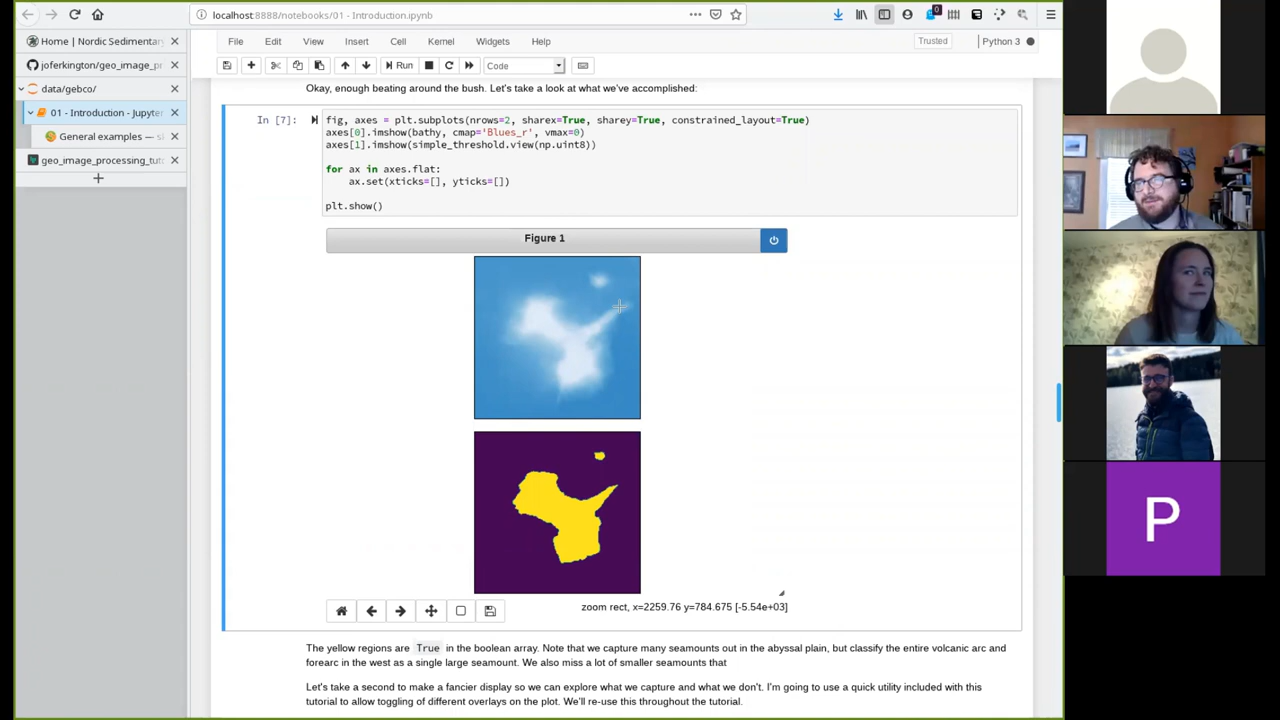 localhost:8888/notebooks/01 - Introduction.ipynb
0
Home | Nordic Sedimentar
joferkington/geo_image_pr
data/gebco/
01 - Introduction - Jupyte
General examples — s
geo_image_processing_tut
File Edit View Insert Cell Kernel Widgets Help
Trusted
Python 3
Run
Code
Okay, enough beating around the bush. Let's take a look at what we've accomplished:
In [7]:
fig, axes = plt.subplots(nrows=2, sharex=True, sharey=True, constrained_layout=True)
axes[0].imshow(bathy, cmap='Blues_r', vmax=0)
axes[1].imshow(simple_threshold.view(np.uint8))
for ax in axes.flat:
ax.set(xticks=[], yticks=[])
plt.show()
Figure 1
zoom rect, x=2259.76 y=784.675 [-5.54e+03]
The yellow regions are True in the boolean array. Note that we capture many seamounts out in the abyssal plain, but classify the entire volcanic arc and
forearc in the west as a single large seamount. We also miss a lot of smaller seamounts that
Let's take a second to make a fancier display so we can explore what we capture and what we don't. I'm going to use a quick utility included with this
tutorial to allow toggling of different overlays on the plot. We'll re-use this throughout the tutorial.
P